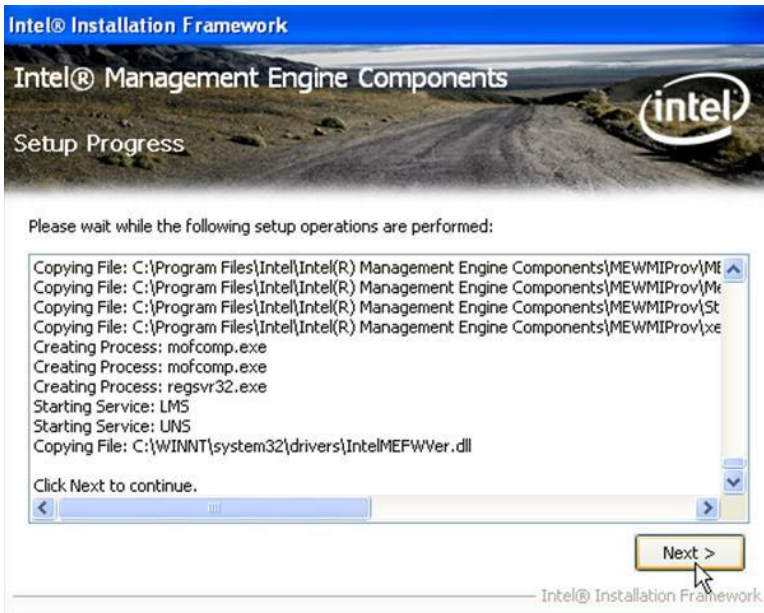 Intel® Installation Framework
Intel® Management Engine Components
intel
Setup Progress
Please wait while the following setup operations are performed:
Copying File: C:\Program Files\Intel\Intel(R) Management Engine Components\MEWMIProv\ME
Copying File: C:\Program Files\Intel\Intel(R) Management Engine Components\MEWMIProv\Me
Copying File: C:\Program Files\Intel\Intel(R) Management Engine Components\MEWMIProv\St
Copying File: C:\Program Files\Intel\Intel(R) Management Engine Components\MEWMIProv\xe
Creating Process: mofcomp.exe
Creating Process: mofcomp.exe
Creating Process: regsvr32.exe
Starting Service: LMS
Starting Service: UNS
Copying File: C:\WINNT\system32\drivers\IntelMEFWVer.dll
Click Next to continue.
Next >
Intel® Installation Framework